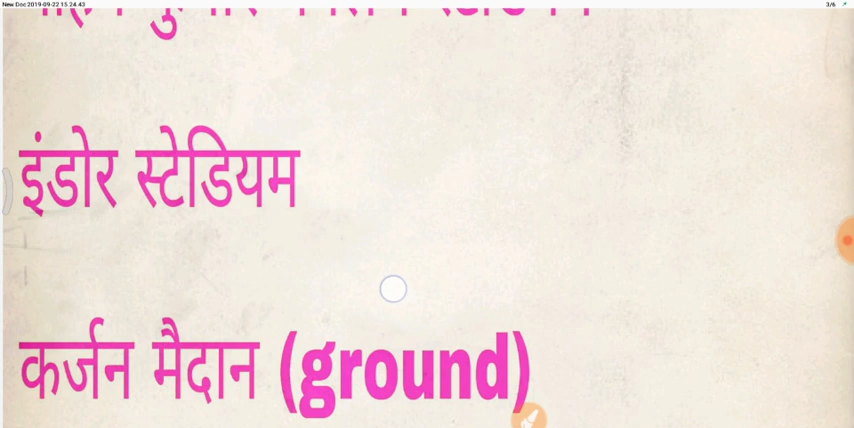 New Doc 2019-09-22 15.24.43
3/6
इंडोर स्टेडियम
कर्जन मैदान (ground)